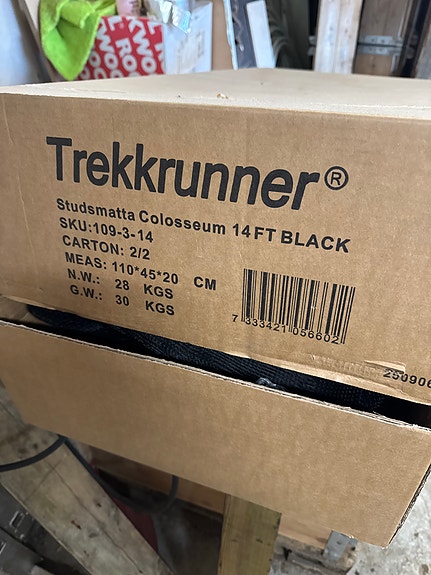 ROCKWOOL
Trekkrunner®
Studsmatta Colosseum 14FT BLACK
SKU:109-3-14
CARTON: 2/2
MEAS: 110*45*20 CM
N.W.: 28 KGS
G.W.: 30 KGS
7 333421 056602
250906